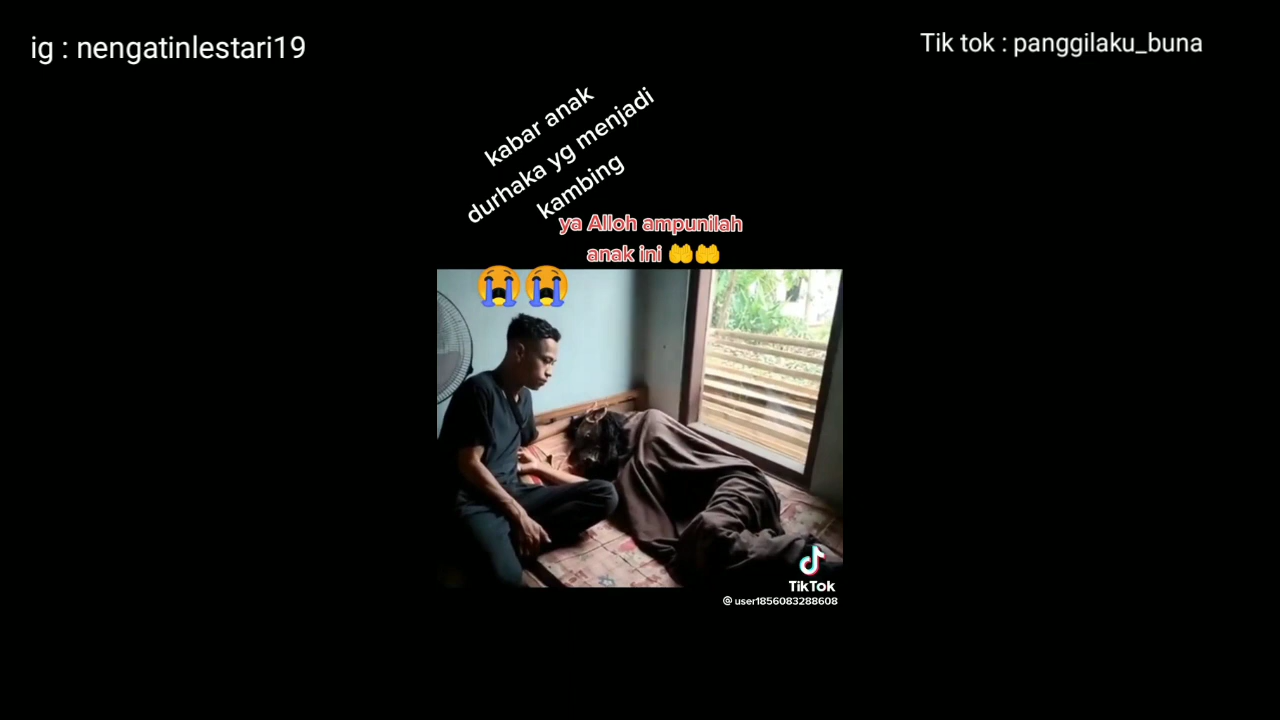 ig : nengatinlestari19
Tik tok : panggilaku_buna
kabar anak
durhaka yg menjadi
kambing
ya Alloh ampunilah
anak ini 🤲🤲
😭😭
TikTok
@ user1856083288608